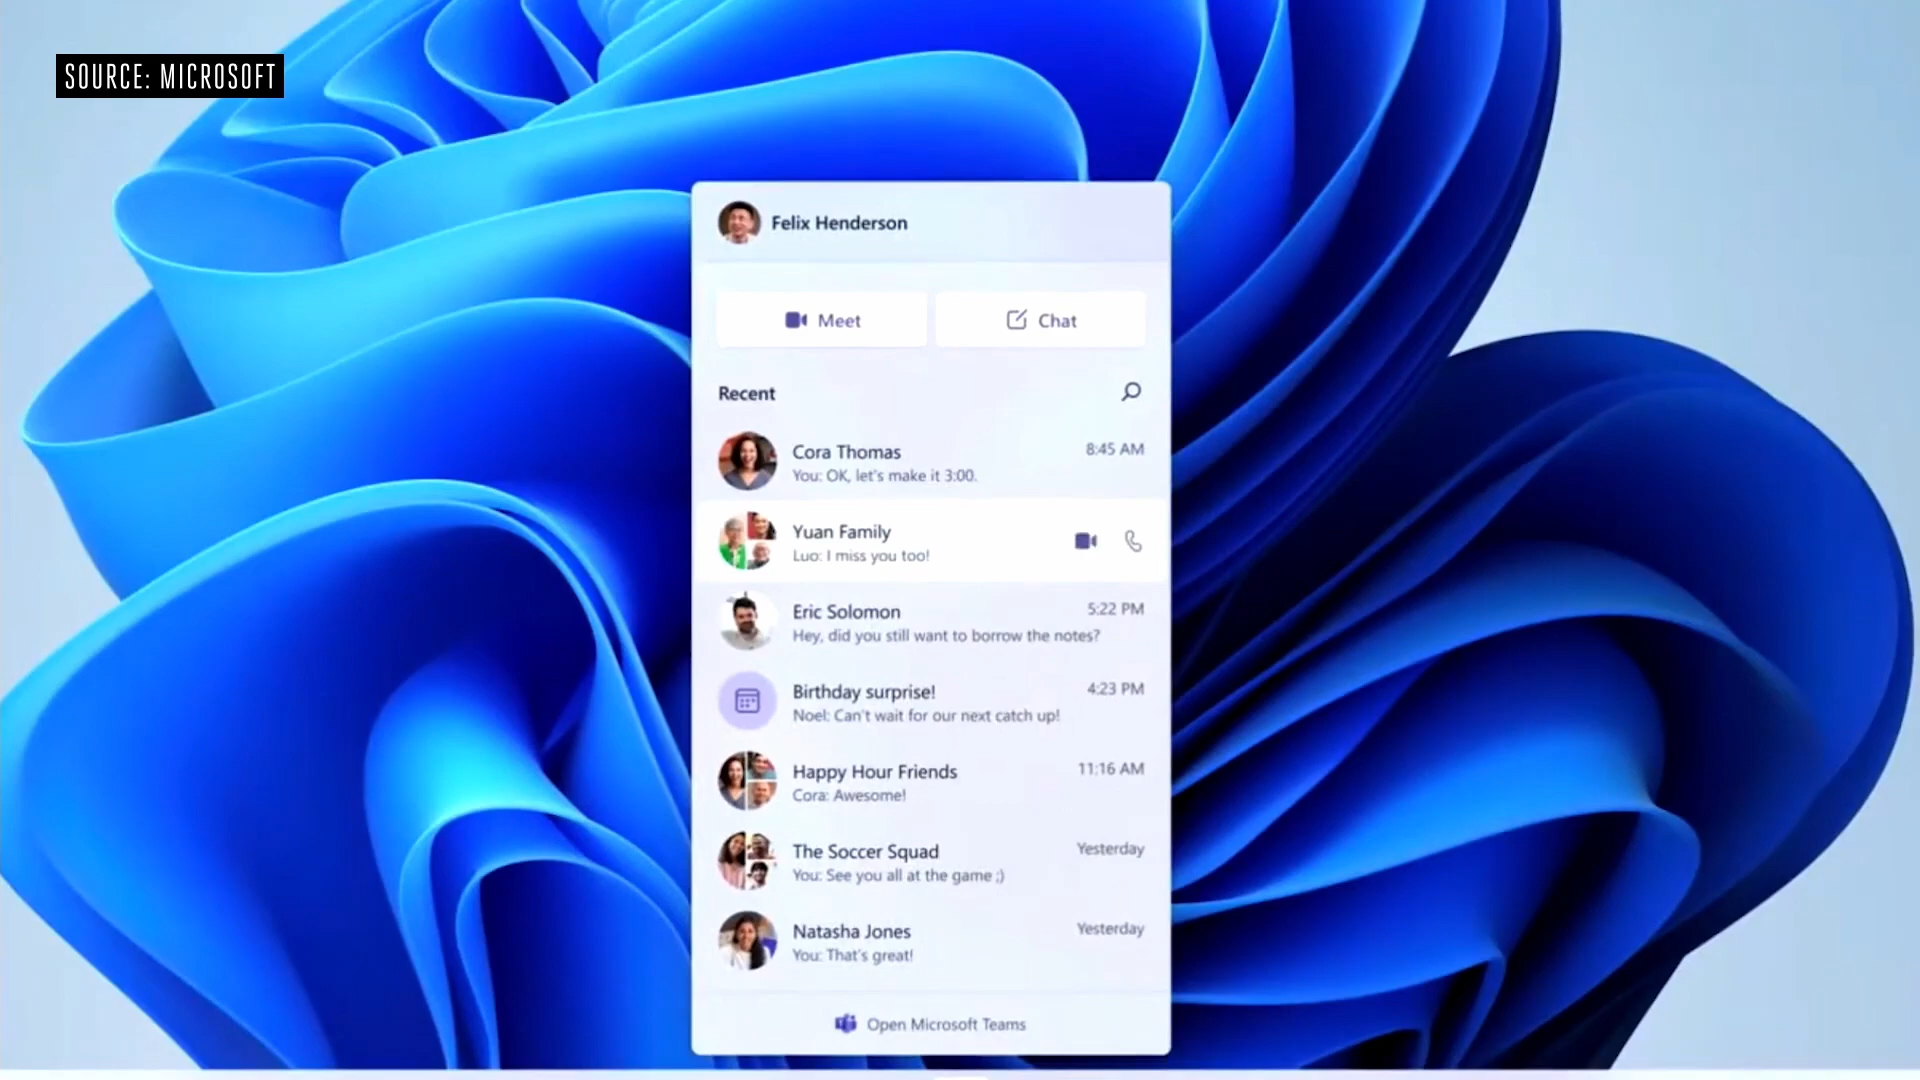 SOURCE: MICROSOFT
Felix Henderson
Meet
Chat
Recent
Cora Thomas
8:45 AM
You: OK, let's make it 3:00.
Yuan Family
Luo: I miss you too!
Eric Solomon
5:22 PM
Hey, did you still want to borrow the notes?
Birthday surprise!
4:23 PM
Noel: Can't wait for our next catch up!
Happy Hour Friends
11:16 AM
Cora: Awesome!
The Soccer Squad
Yesterday
You: See you all at the game ;)
Natasha Jones
Yesterday
You: That's great!
Open Microsoft Teams